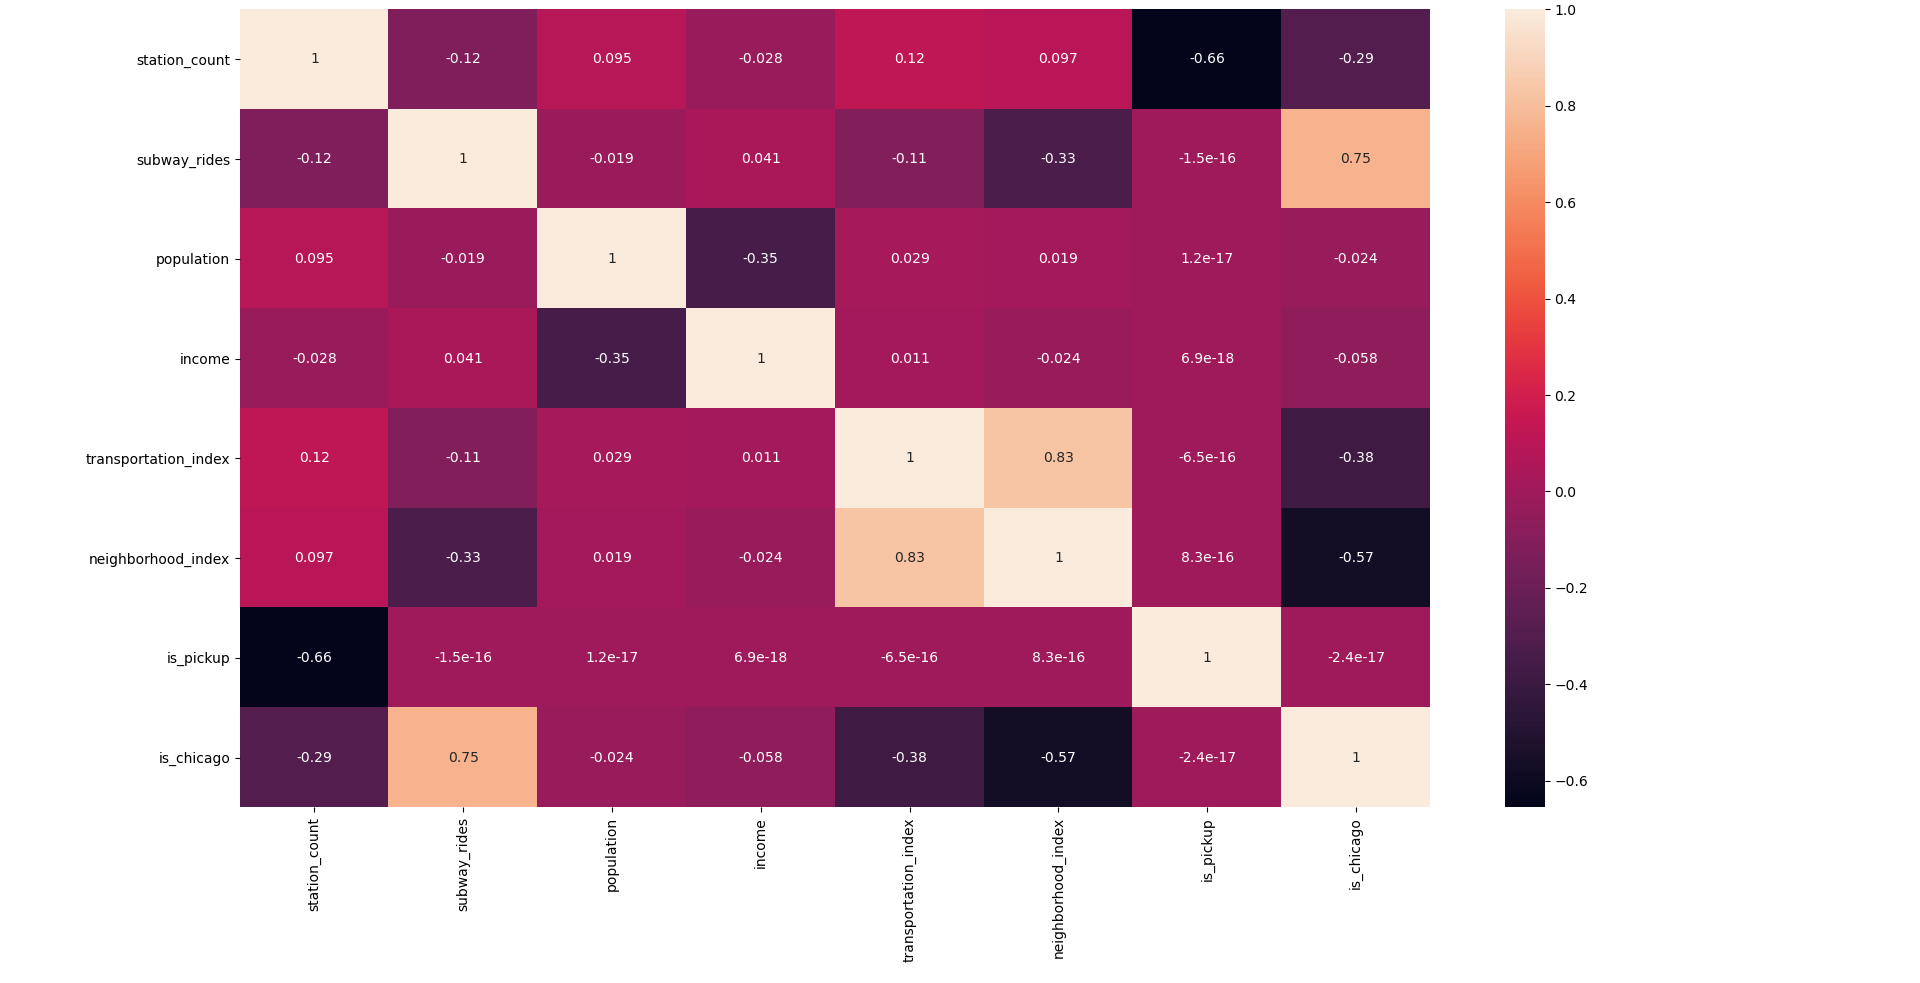 station_count 1 -0.12 0.095 -0.028 0.12 0.097 -0.66 -0.29
subway_rides -0.12 1 -0.019 0.041 -0.11 -0.33 -1.5e-16 0.75
population 0.095 -0.019 1 -0.35 0.029 0.019 1.2e-17 -0.024
income -0.028 0.041 -0.35 1 0.011 -0.024 6.9e-18 -0.058
transportation_index 0.12 -0.11 0.029 0.011 1 0.83 -6.5e-16 -0.38
neighborhood_index 0.097 -0.33 0.019 -0.024 0.83 1 8.3e-16 -0.57
is_pickup -0.66 -1.5e-16 1.2e-17 6.9e-18 -6.5e-16 8.3e-16 1 -2.4e-17
is_chicago -0.29 0.75 -0.024 -0.058 -0.38 -0.57 -2.4e-17 1
station_count
subway_rides
population
income
transportation_index
neighborhood_index
is_pickup
is_chicago
1.0
0.8
0.6
0.4
0.2
0.0
−0.2
−0.4
−0.6